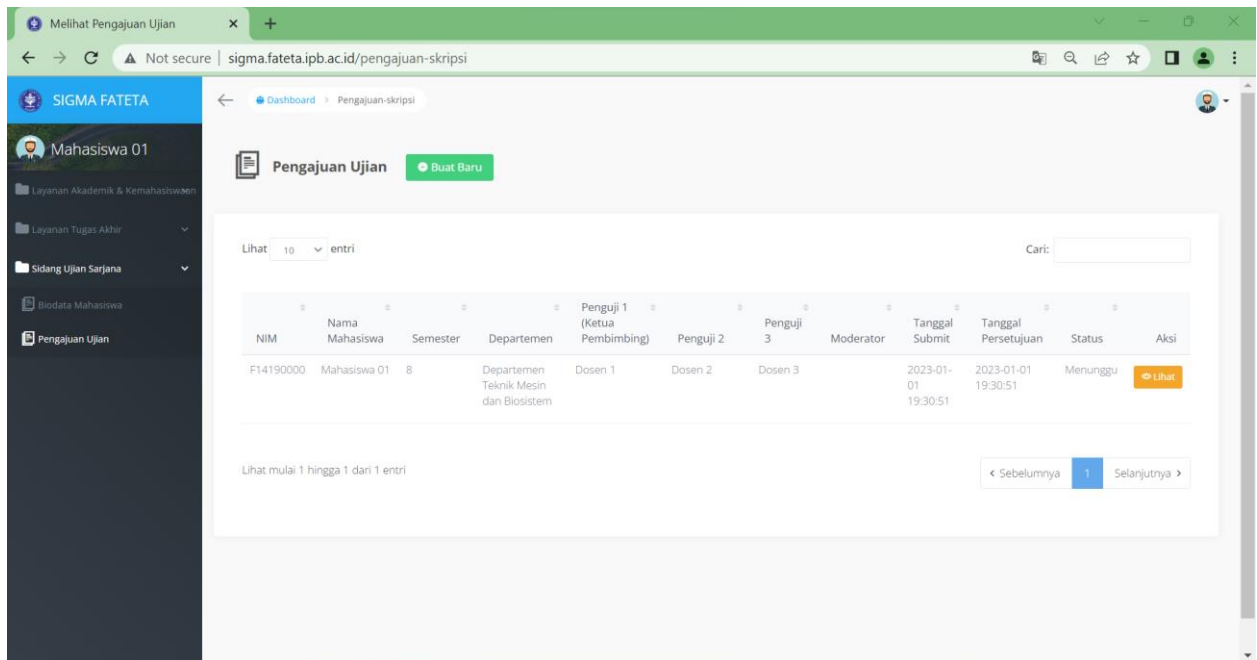 Melihat Pengajuan Ujian
Not secure | sigma.fateta.ipb.ac.id/pengajuan-skripsi
SIGMA FATETA
Dashboard > Pengajuan-skripsi
Mahasiswa 01
Pengajuan Ujian
Buat Baru
Layanan Akademik & Kemahasiswaan
Layanan Tugas Akhir
Sidang Ujian Sarjana
Biodata Mahasiswa
Pengajuan Ujian
Lihat 10 entri
Cari:
NIM
Nama
Mahasiswa
Semester
Departemen
Penguji 1
(Ketua
Pembimbing)
Penguji 2
Penguji
3
Moderator
Tanggal
Submit
Tanggal
Persetujuan
Status
Aksi
F14190000
Mahasiswa 01
8
Departemen
Teknik Mesin
dan Biosistem
Dosen 1
Dosen 2
Dosen 3
2023-01-
01
19:30:51
2023-01-01
19:30:51
Menunggu
Lihat
Lihat mulai 1 hingga 1 dari 1 entri
Sebelumnya
1
Selanjutnya